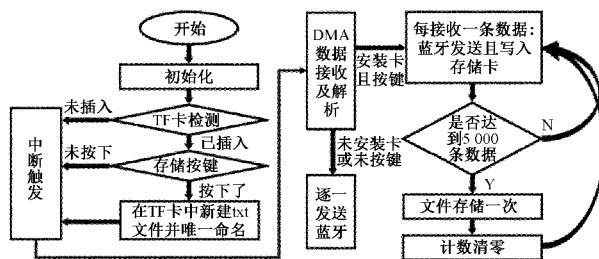 开始
初始化
TF卡检测
未插入
已插入
存储按键
未按下
按下了
在TF卡中新建txt
文件并唯一命名
中
断
触
发
DMA
数据
接收
及解
析
安装卡
且按键
未安装卡
或未按键
逐一
发送
蓝牙
每接收一条数据:
蓝牙发送且写入
存储卡
是否达
到5 000
条数据
N
Y
文件存储一次
计数清零